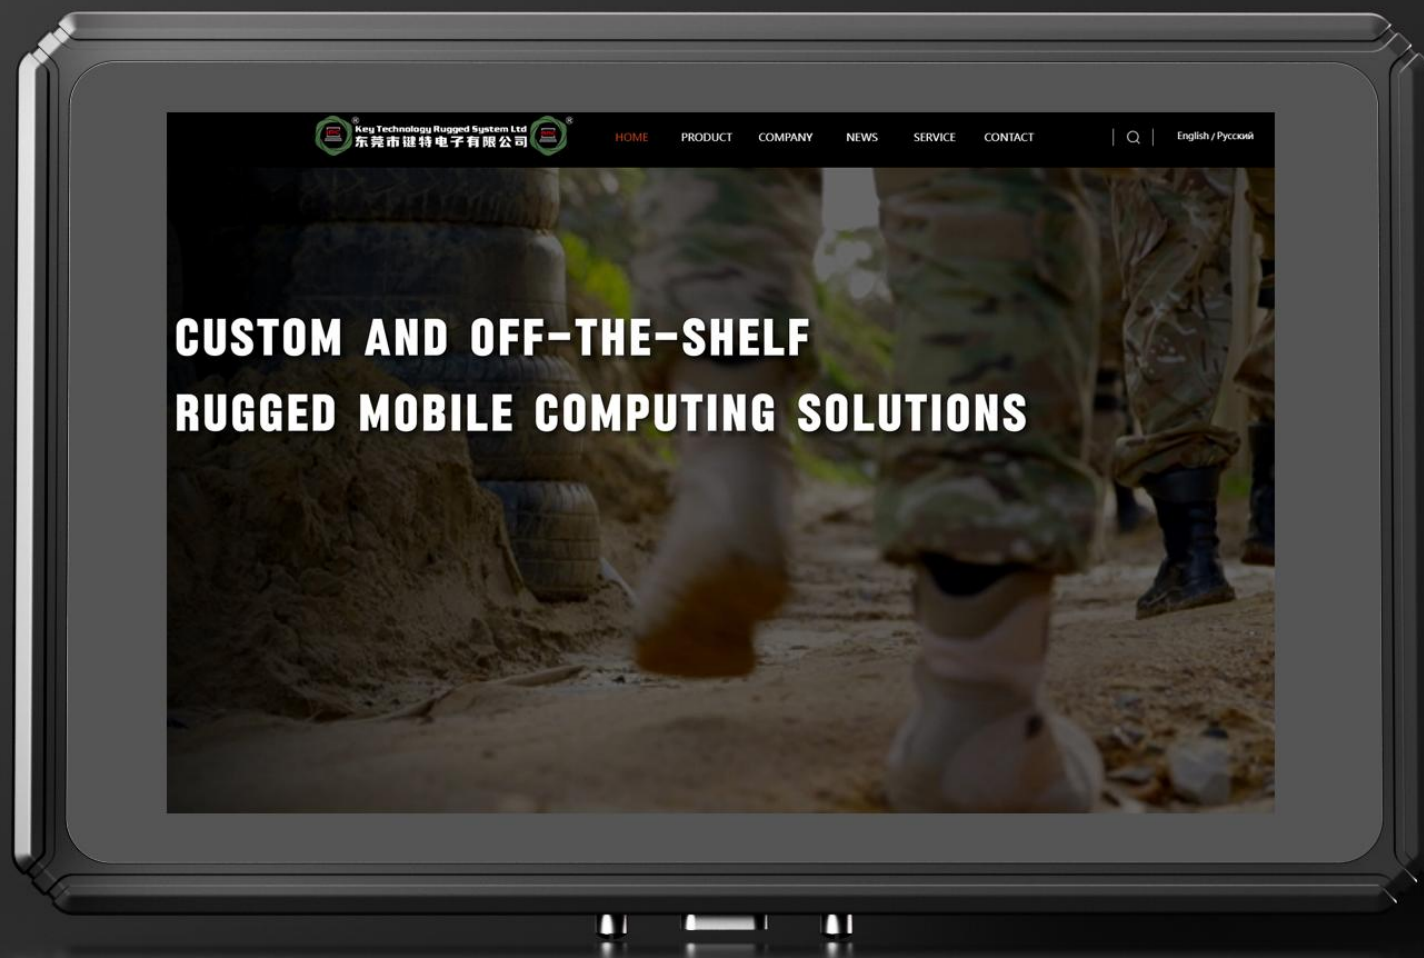 Key Technology Rugged System Ltd
东莞市键特电子有限公司
HOME PRODUCT COMPANY NEWS SERVICE CONTACT English / Русский
CUSTOM AND OFF-THE-SHELF
RUGGED MOBILE COMPUTING SOLUTIONS